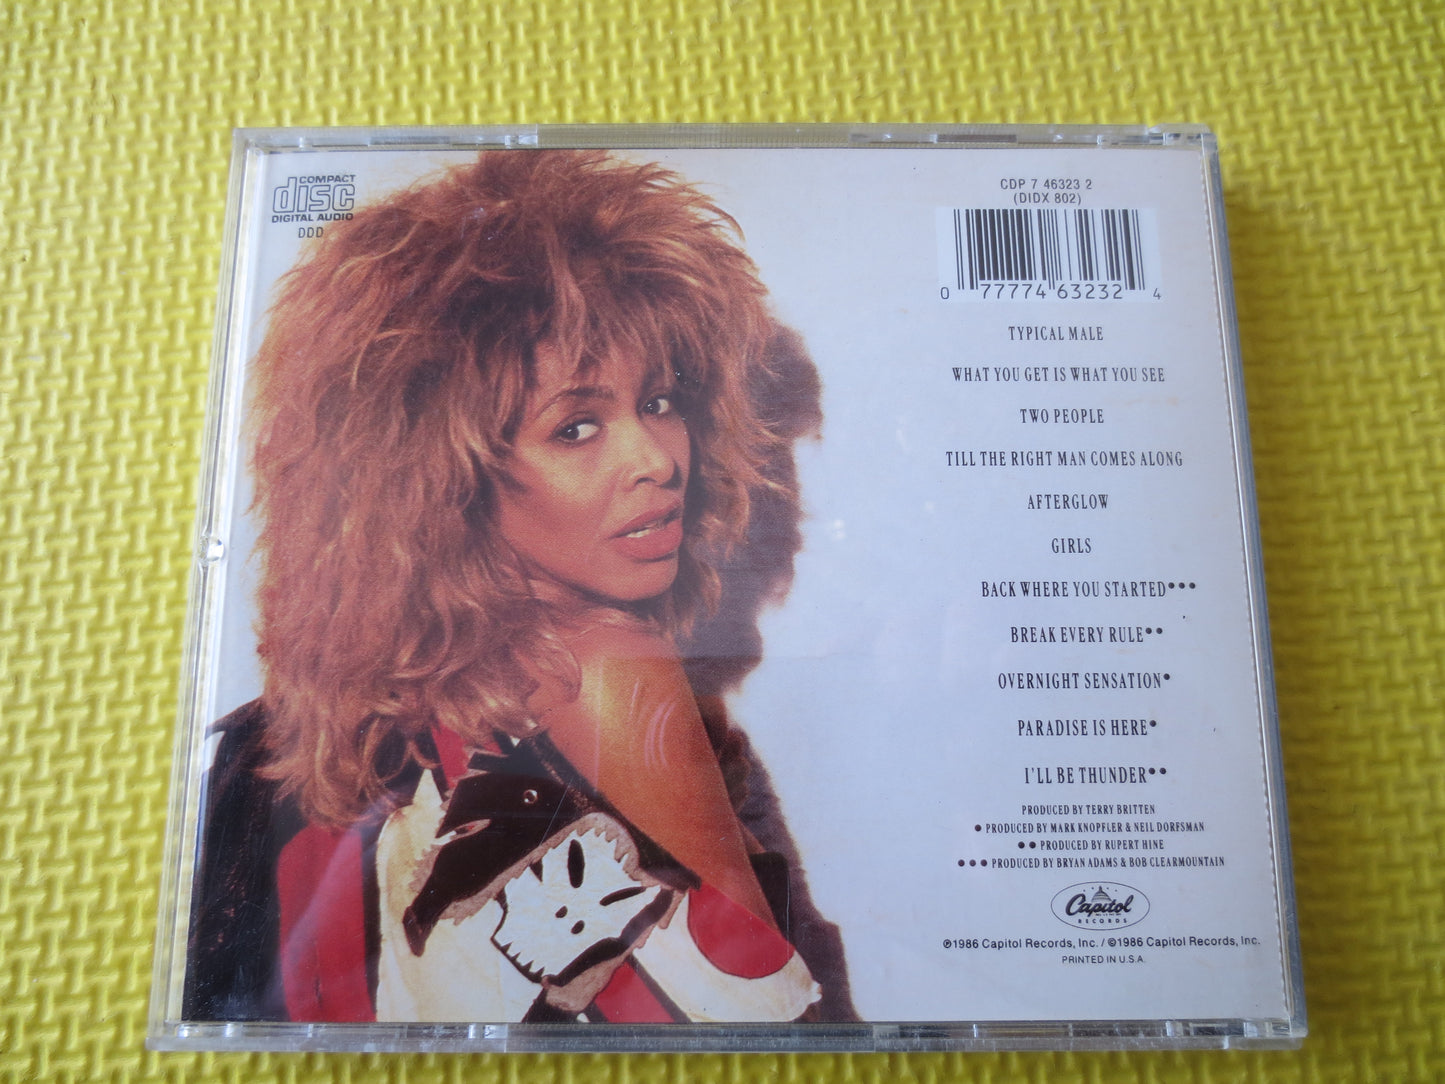 COMPACT
disc
DIGITAL AUDIO
DDD
CDP 7 46323 2
(DIDX 802)
0 77774 63232 4
TYPICAL MALE
WHAT YOU GET IS WHAT YOU SEE
TWO PEOPLE
TILL THE RIGHT MAN COMES ALONG
AFTERGLOW
GIRLS
BACK WHERE YOU STARTED•••
BREAK EVERY RULE••
OVERNIGHT SENSATION•
PARADISE IS HERE•
I'LL BE THUNDER••
PRODUCED BY TERRY BRITTEN
• PRODUCED BY MARK KNOPFLER & NEIL DORFSMAN
•• PRODUCED BY RUPERT HINE
••• PRODUCED BY BRYAN ADAMS & BOB CLEARMOUNTAIN
Capitol
RECORDS
℗1986 Capitol Records, Inc. / ©1986 Capitol Records, Inc.
PRINTED IN U.S.A.